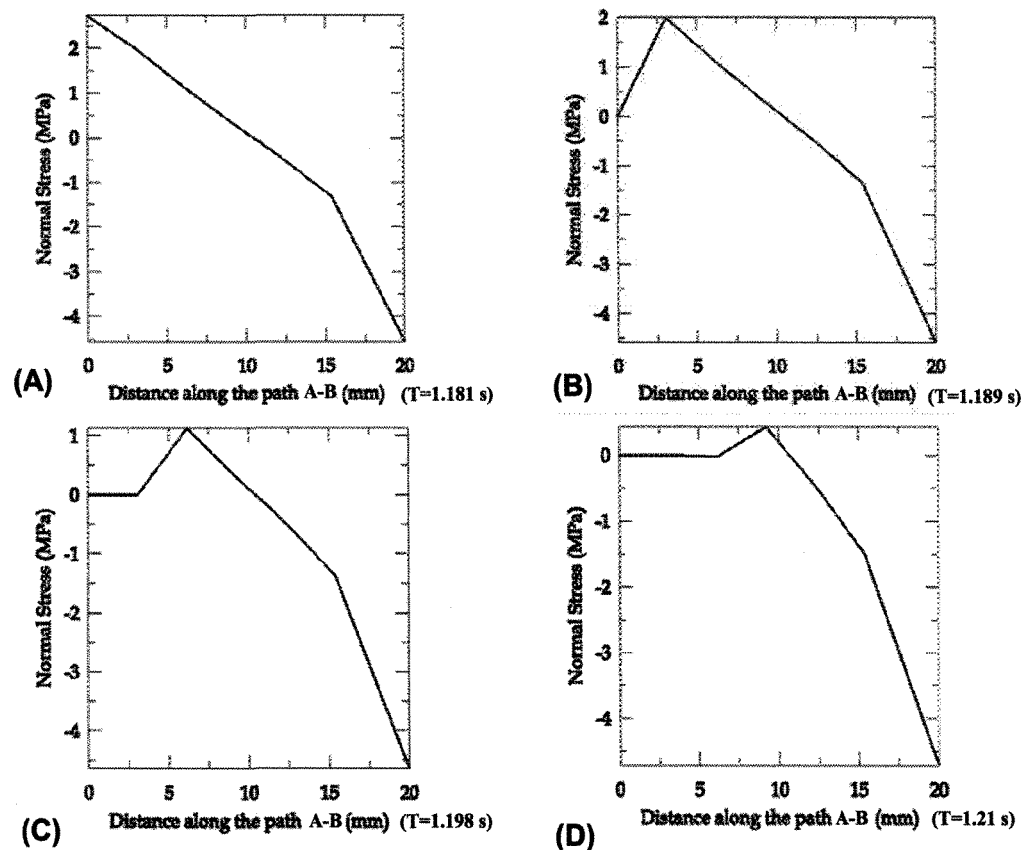 2
1
0
-1
-2
-3
-4
Normal Stress (MPa)
0 5 10 15 20
(A)
Distance along the path A-B (mm) (T=1.181 s)
2
1
0
-1
-2
-3
-4
Normal Stress (MPa)
0 5 10 15 20
(B)
Distance along the path A-B (mm) (T=1.189 s)
1
0
-1
-2
-3
-4
Normal Stress (MPa)
0 5 10 15 20
(C)
Distance along the path A-B (mm) (T=1.198 s)
0
-1
-2
-3
-4
Normal Stress (MPa)
0 5 10 15 20
(D)
Distance along the path A-B (mm) (T=1.21 s)